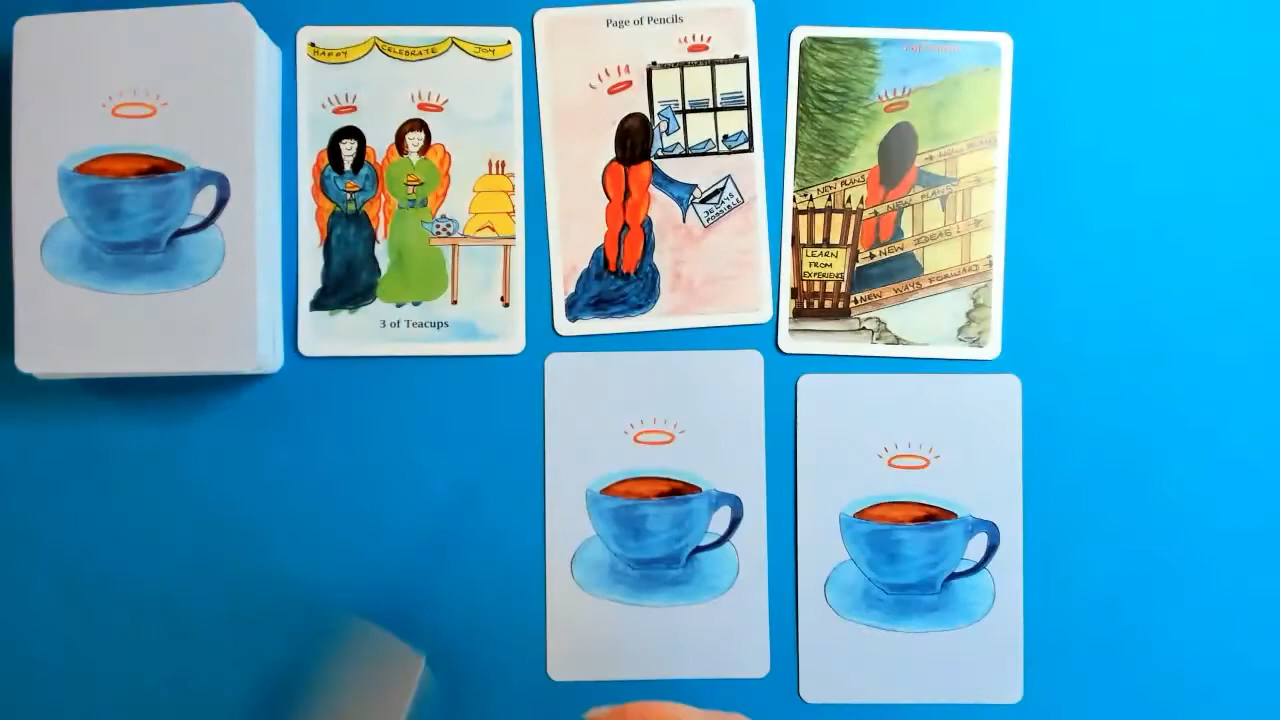 HAPPY CELEBRATE JOY
3 of Teacups
Page of Pencils
DELAYS
POSSIBLE
NEW PLANS
NEW PLANS
NEW IDEAS!
NEW WAYS FORWARD
LEARN
FROM
EXPERIENCE